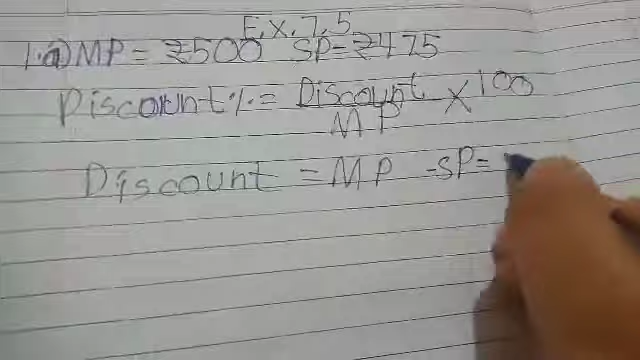 Ex.7.5
1.a) MP = ₹500 SP = ₹475
Discount % = Discount / MP × 100
Discount = MP - SP =